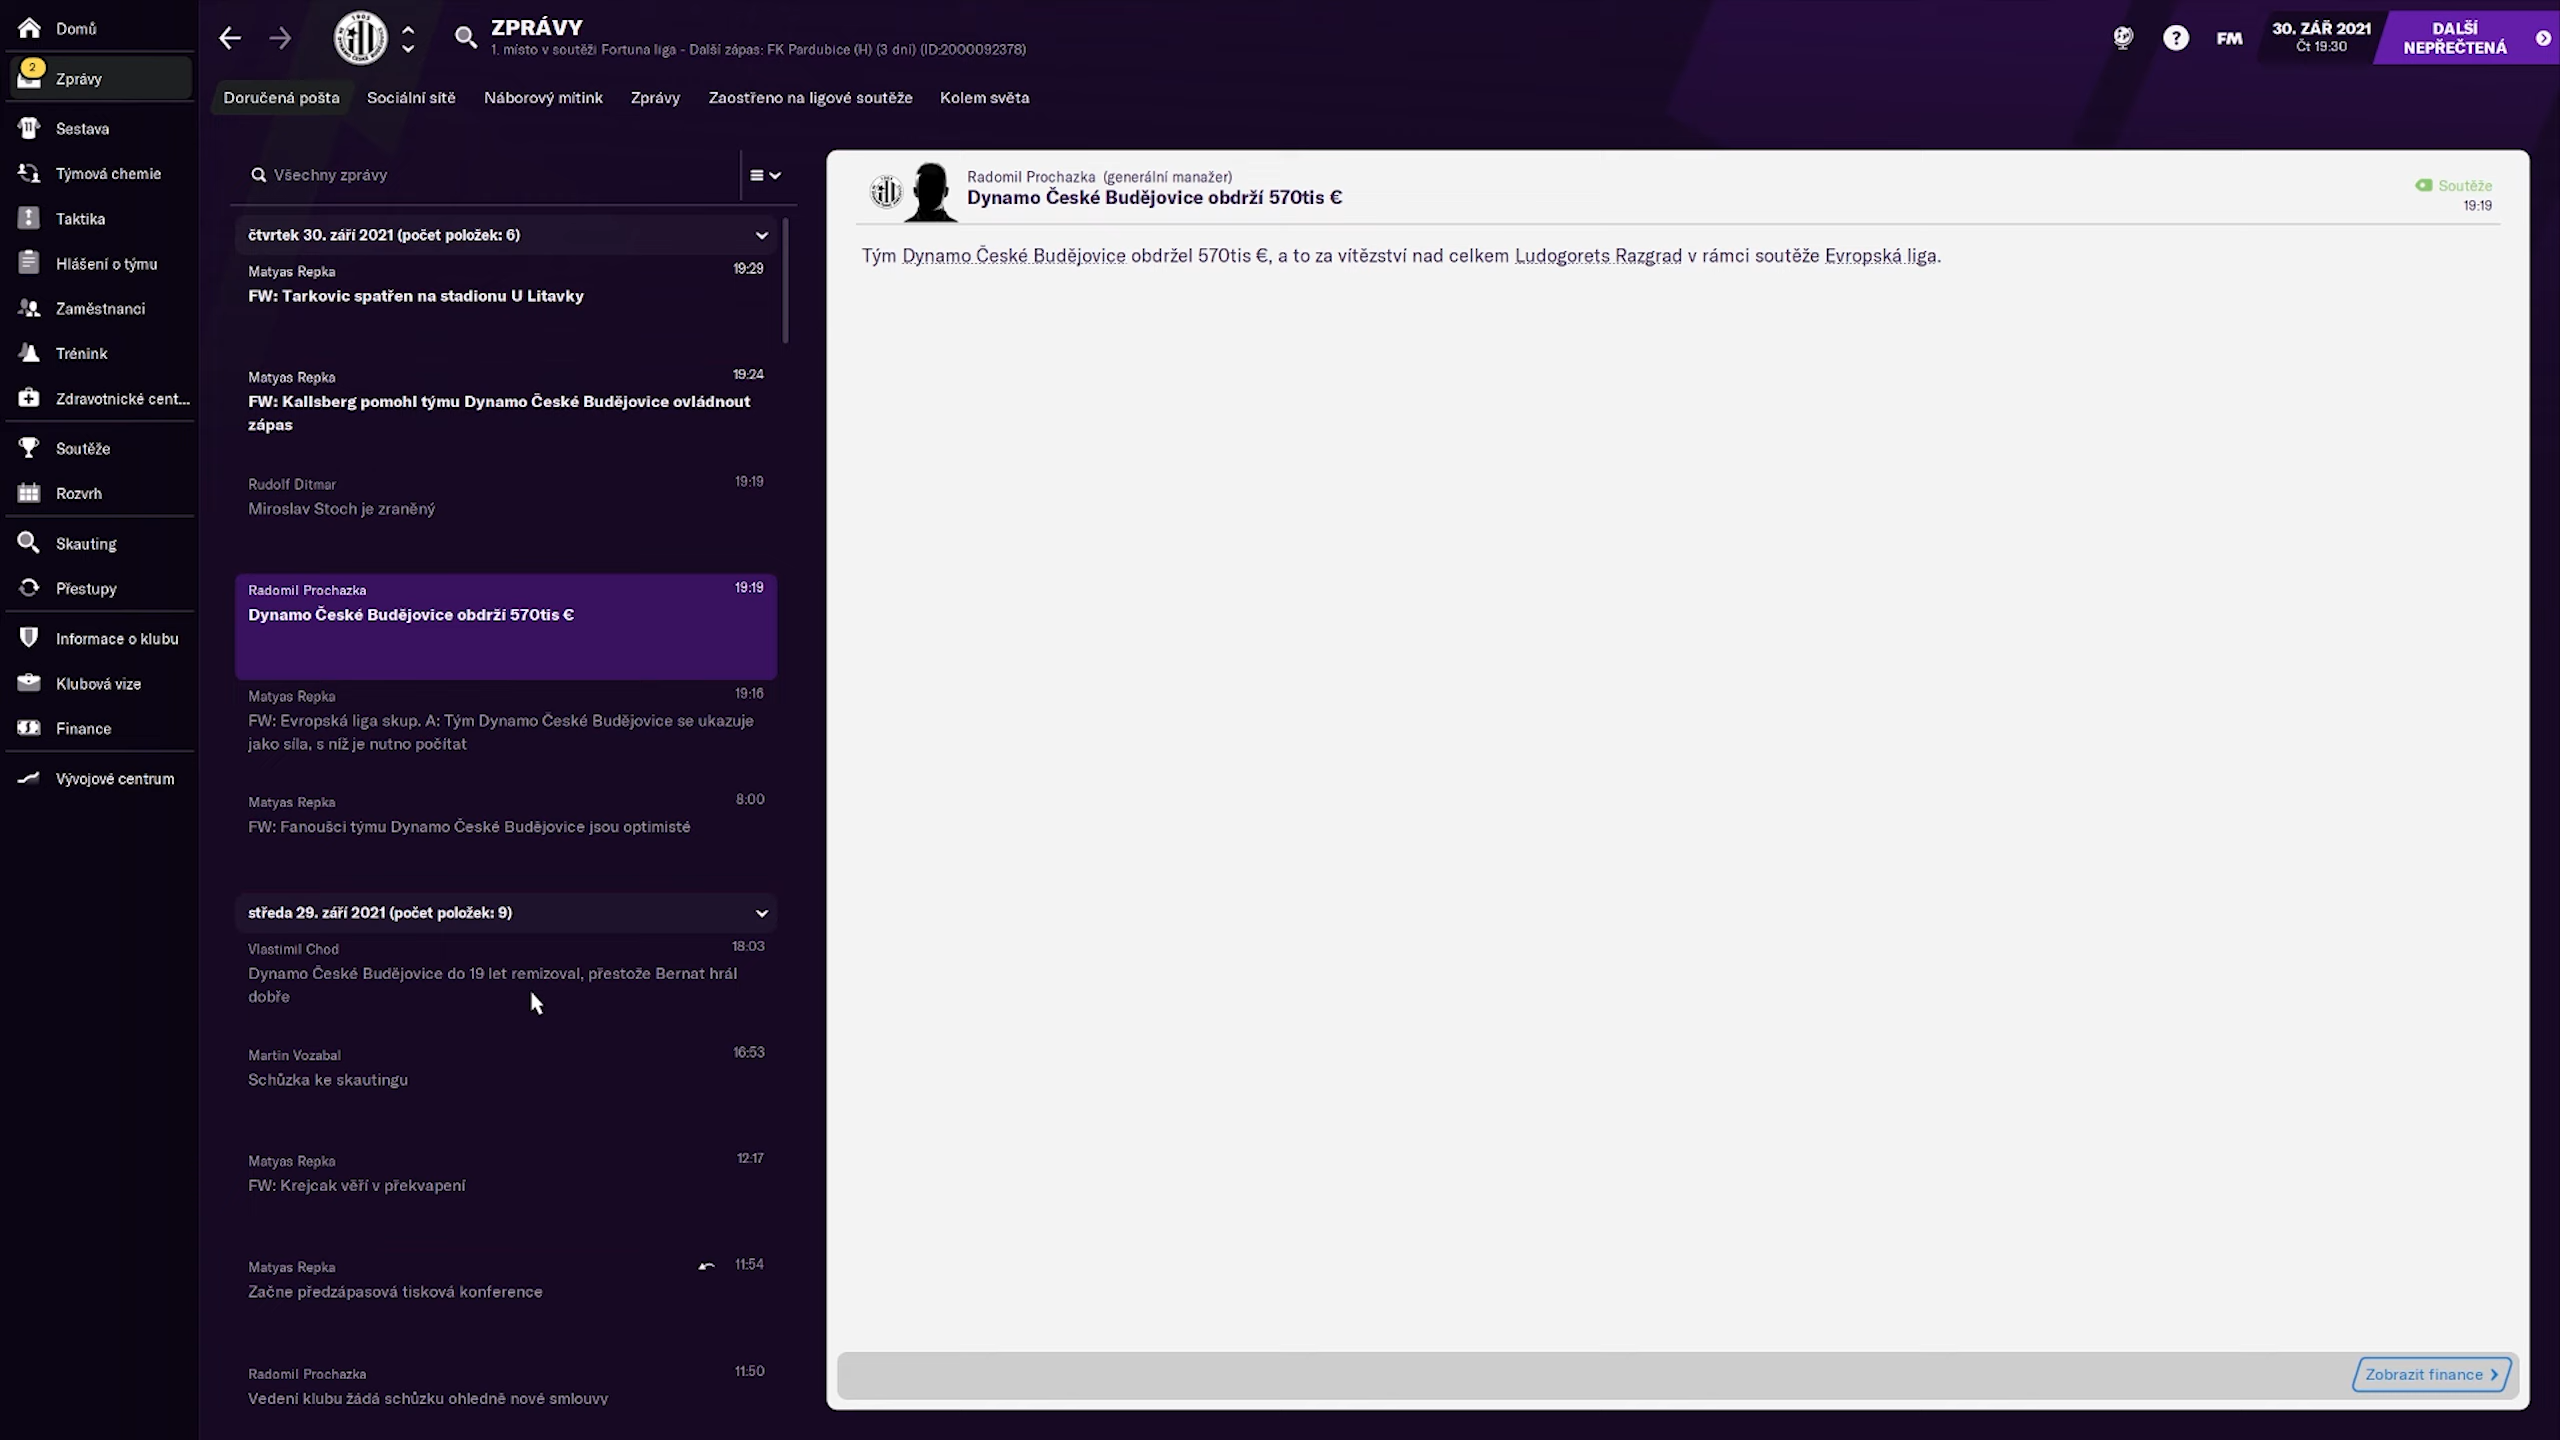 Domů
2
Zprávy
Sestava
Týmová chemie
Taktika
Hlášení o týmu
Zaměstnanci
Trénink
Zdravotnické cent...
Soutěže
Rozvrh
Skauting
Přestupy
Informace o klubu
Klubová vize
Finance
Vývojové centrum
ZPRÁVY
1. místo v soutěži Fortuna liga - Další zápas: FK Pardubice (H) (3 dní) (ID:2000092378)
FM
30. ZÁŘ 2021
Čt 19:30
DALŠÍ
NEPŘEČTENÁ
Doručená pošta
Sociální sítě
Náborový mítink
Zprávy
Zaostřeno na ligové soutěže
Kolem světa
Všechny zprávy
čtvrtek 30. září 2021 (počet položek: 6)
Matyas Repka 19:29
FW: Tarkovic spatřen na stadionu U Litavky
Matyas Repka 19:24
FW: Kallsberg pomohl týmu Dynamo České Budějovice ovládnout
zápas
Rudolf Ditmar 19:19
Miroslav Stoch je zraněný
Radomil Prochazka 19:19
Dynamo České Budějovice obdrží 570tis €
Matyas Repka 19:16
FW: Evropská liga skup. A: Tým Dynamo České Budějovice se ukazuje
jako síla, s níž je nutno počítat
Matyas Repka 8:00
FW: Fanoušci týmu Dynamo České Budějovice jsou optimisté
středa 29. září 2021 (počet položek: 9)
Vlastimil Chod 18:03
Dynamo České Budějovice do 19 let remizoval, přestože Bernat hrál
dobře
Martin Vozabal 16:53
Schůzka ke skautingu
Matyas Repka 12:17
FW: Krejcak věří v překvapení
Matyas Repka 11:54
Začne předzápasová tisková konference
Radomil Prochazka 11:50
Vedení klubu žádá schůzku ohledně nové smlouvy
Radomil Prochazka (generální manažer)
Dynamo České Budějovice obdrží 570tis €
Soutěže
19:19
Tým Dynamo České Budějovice obdržel 570tis €, a to za vítězství nad celkem Ludogorets Razgrad v rámci soutěže Evropská liga.
Zobrazit finance